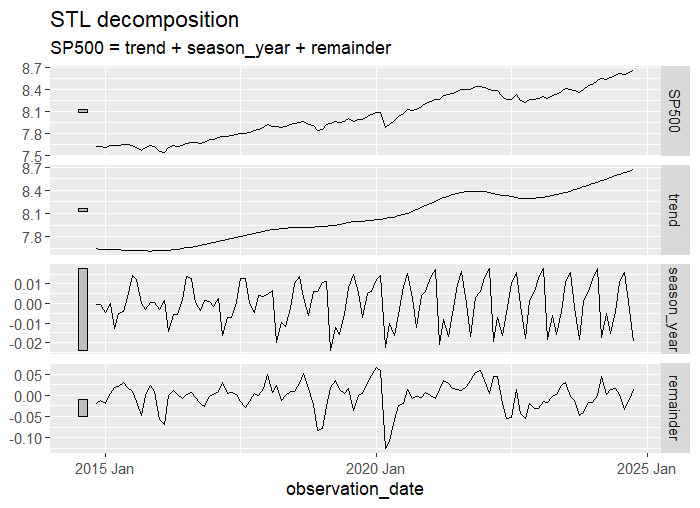 STL decomposition
SP500 = trend + season_year + remainder
8.7
8.4
8.1
7.8
7.5
SP500
8.7
8.4
8.1
7.8
trend
0.01
0.00
-0.01
-0.02
season_year
0.05
0.00
-0.05
-0.10
remainder
2015 Jan 2020 Jan 2025 Jan
observation_date